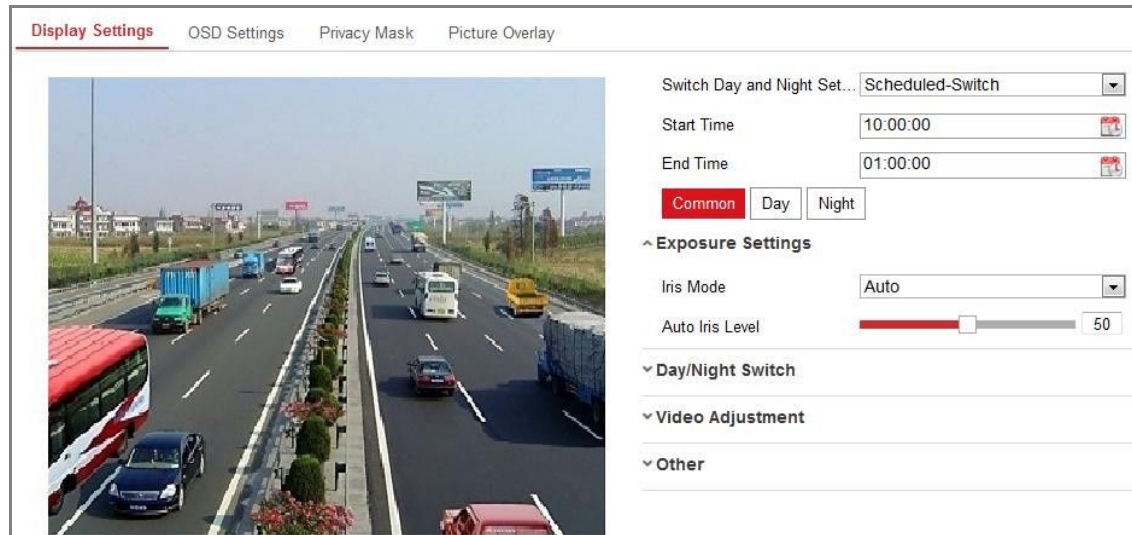 Display Settings OSD Settings Privacy Mask Picture Overlay
Switch Day and Night Set... Scheduled-Switch
Start Time 10:00:00
End Time 01:00:00
Common Day Night
Exposure Settings
Iris Mode Auto
Auto Iris Level 50
Day/Night Switch
Video Adjustment
Other